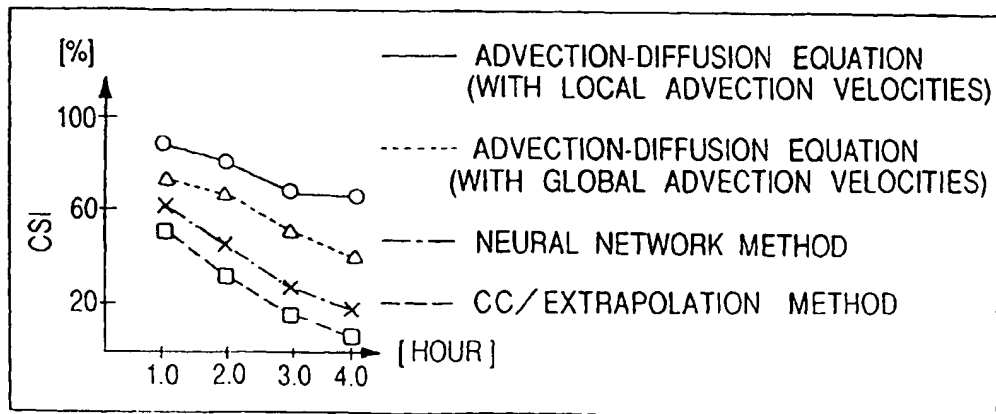 [%]
100
60
20
CSI
1.0 2.0 3.0 4.0
[HOUR]
ADVECTION-DIFFUSION EQUATION
(WITH LOCAL ADVECTION VELOCITIES)
ADVECTION-DIFFUSION EQUATION
(WITH GLOBAL ADVECTION VELOCITIES)
NEURAL NETWORK METHOD
CC/EXTRAPOLATION METHOD